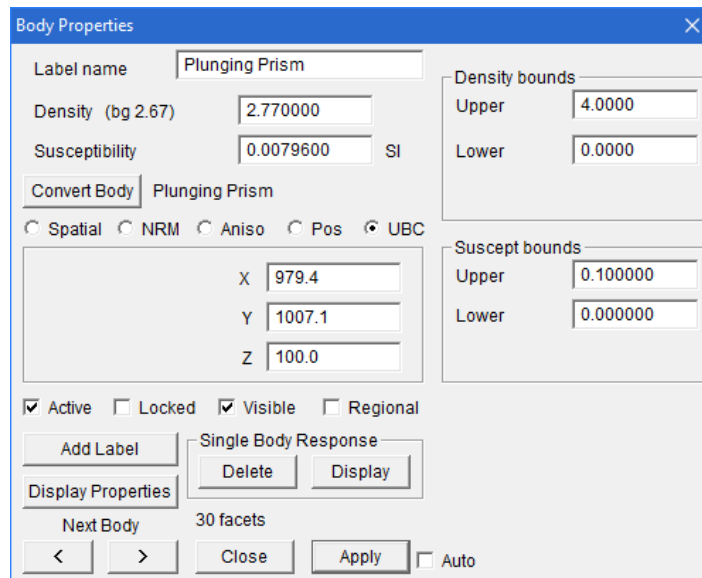 Body Properties
Label name Plunging Prism
Density (bg 2.67) 2.770000
Susceptibility 0.0079600 SI
Convert Body Plunging Prism
Spatial NRM Aniso Pos UBC
X 979.4
Y 1007.1
Z 100.0
Density bounds
Upper 4.0000
Lower 0.0000
Suscept bounds
Upper 0.100000
Lower 0.000000
Active Locked Visible Regional
Add Label
Display Properties
Single Body Response
Delete Display
Next Body
< >
30 facets
Close Apply Auto